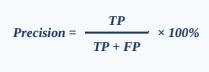 Precision = TP / TP + FP × 100%